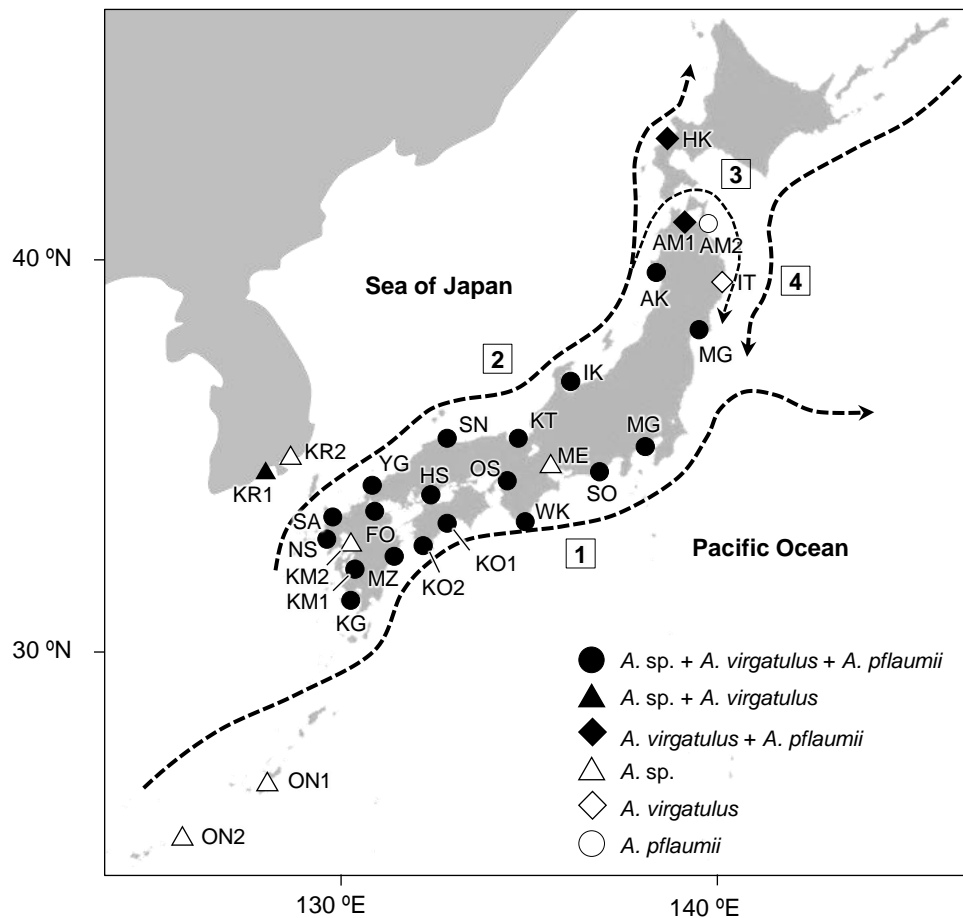 HK
3
40 ºN
AM1
AM2
Sea of Japan
AK
IT
4
MG
2
IK
SN
KT
MG
KR2
YG
OS
ME
HS
KR1
SO
SA
WK
FO
NS
KO1
1
Pacific Ocean
KM2
MZ
KO2
KM1
KG
30 ºN
A. sp. + A. virgatulus + A. pflaumii
A. sp. + A. virgatulus
A. virgatulus + A. pflaumii
A. sp.
ON1
A. virgatulus
ON2
A. pflaumii
130 ºE
140 ºE